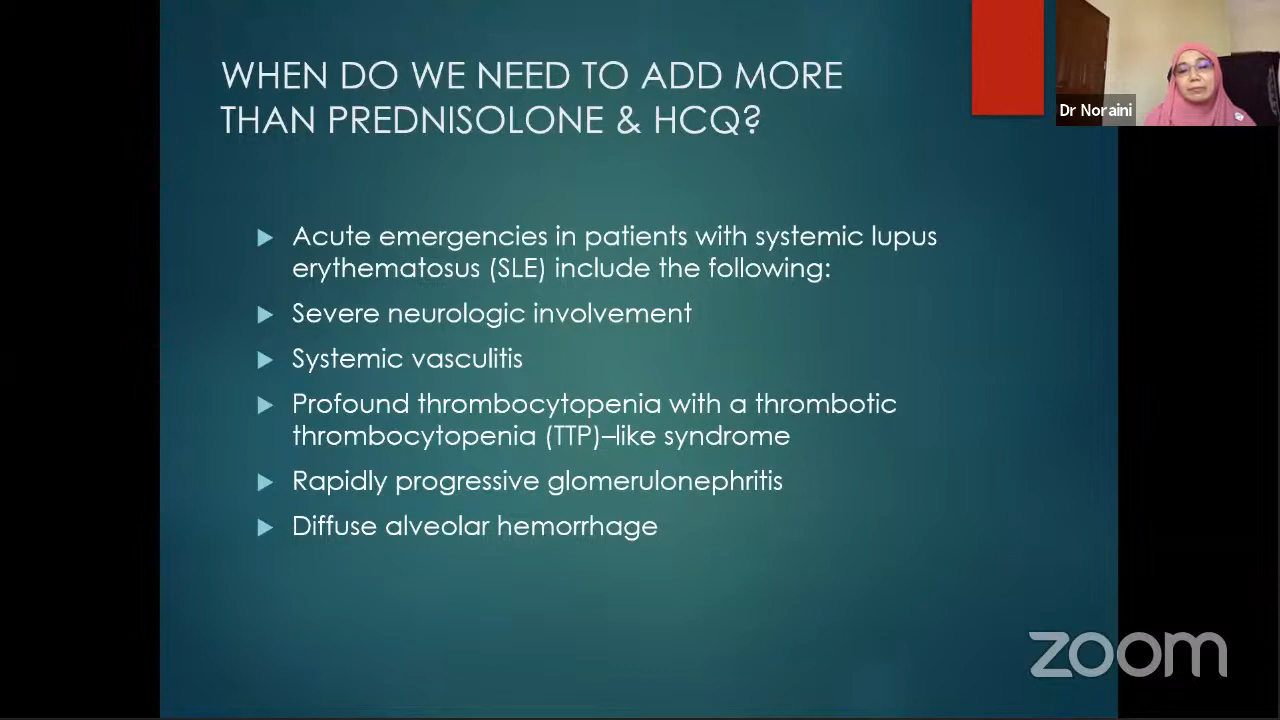 WHEN DO WE NEED TO ADD MORE
THAN PREDNISOLONE & HCQ?
Dr Noraini
Acute emergencies in patients with systemic lupus
erythematosus (SLE) include the following:
Severe neurologic involvement
Systemic vasculitis
Profound thrombocytopenia with a thrombotic
thrombocytopenia (TTP)–like syndrome
Rapidly progressive glomerulonephritis
Diffuse alveolar hemorrhage
zoom